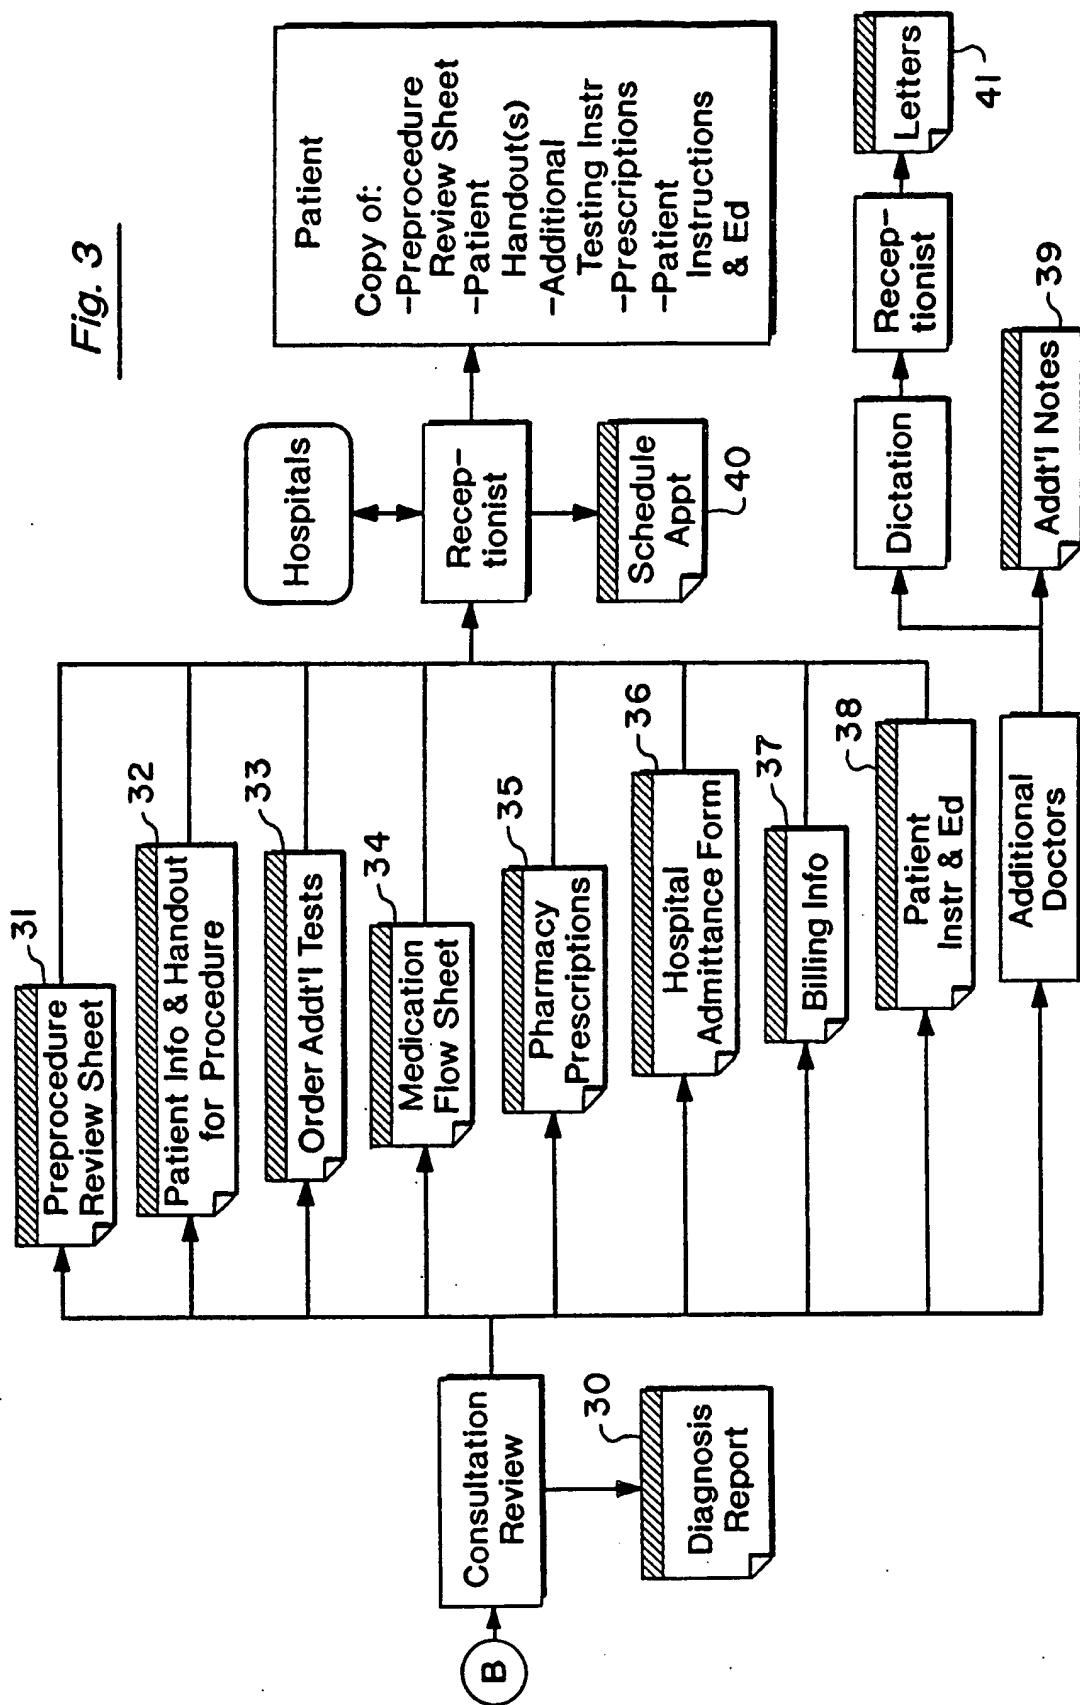 Fig. 3
B
Consultation
Review
30
Diagnosis
Report
31
Preprocedure
Review Sheet
32
Patient Info & Handout
for Procedure
33
Order Addt'l Tests
34
Medication
Flow Sheet
35
Pharmacy
Prescriptions
36
Hospital
Admittance Form
37
Billing Info
38
Patient
Instr & Ed
Additional
Doctors
Hospitals
Recep-
tionist
Schedule
Appt
40
Patient
Copy of:
-Preprocedure
Review Sheet
-Patient
Handout(s)
-Additional
Testing Instr
-Prescriptions
-Patient
Instructions
& Ed
Dictation
Recep-
tionist
Letters
41
Addt'l Notes
39